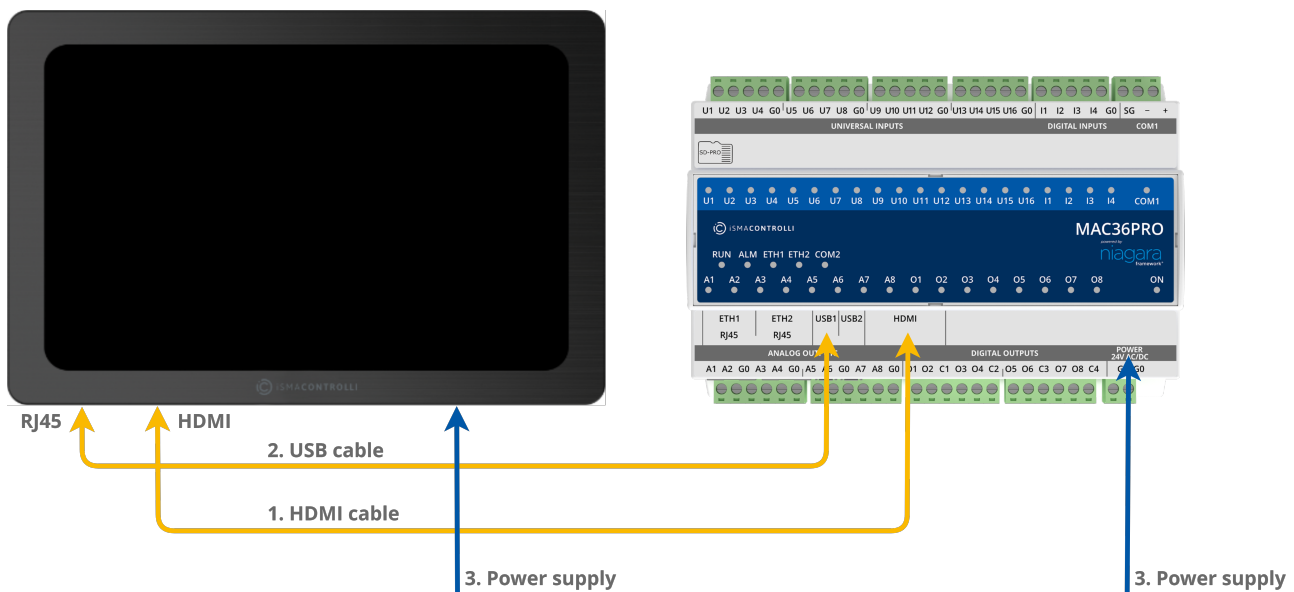 U1 U2 U3 U4 G0 U5 U6 U7 U8 G0 U9 U10 U11 U12 G0 U13 U14 U15 U16 G0 I1 I2 I3 I4 G0 SG − +
UNIVERSAL INPUTS DIGITAL INPUTS COM1
SD-PRO
U1 U2 U3 U4 U5 U6 U7 U8 U9 U10 U11 U12 U13 U14 U15 U16 I1 I2 I3 I4 COM1
iSMACONTROLLI MAC36PRO
powered by
niagara
framework®
RUN ALM ETH1 ETH2 COM2
A1 A2 A3 A4 A5 A6 A7 A8 O1 O2 O3 O4 O5 O6 O7 O8 ON
ETH1 ETH2 USB1 USB2 HDMI
RJ45 RJ45
ANALOG DIGITAL OUTPUTS POWER
24V AC/DC
A1 A2 G0 A3 A4 G0 A5 A6 G0 A7 A8 G0 O1 O2 C1 O3 O4 C2 O5 O6 C3 O7 O8 C4 G0
iSMACONTROLLI
RJ45 HDMI
2. USB cable
1. HDMI cable
3. Power supply 3. Power supply